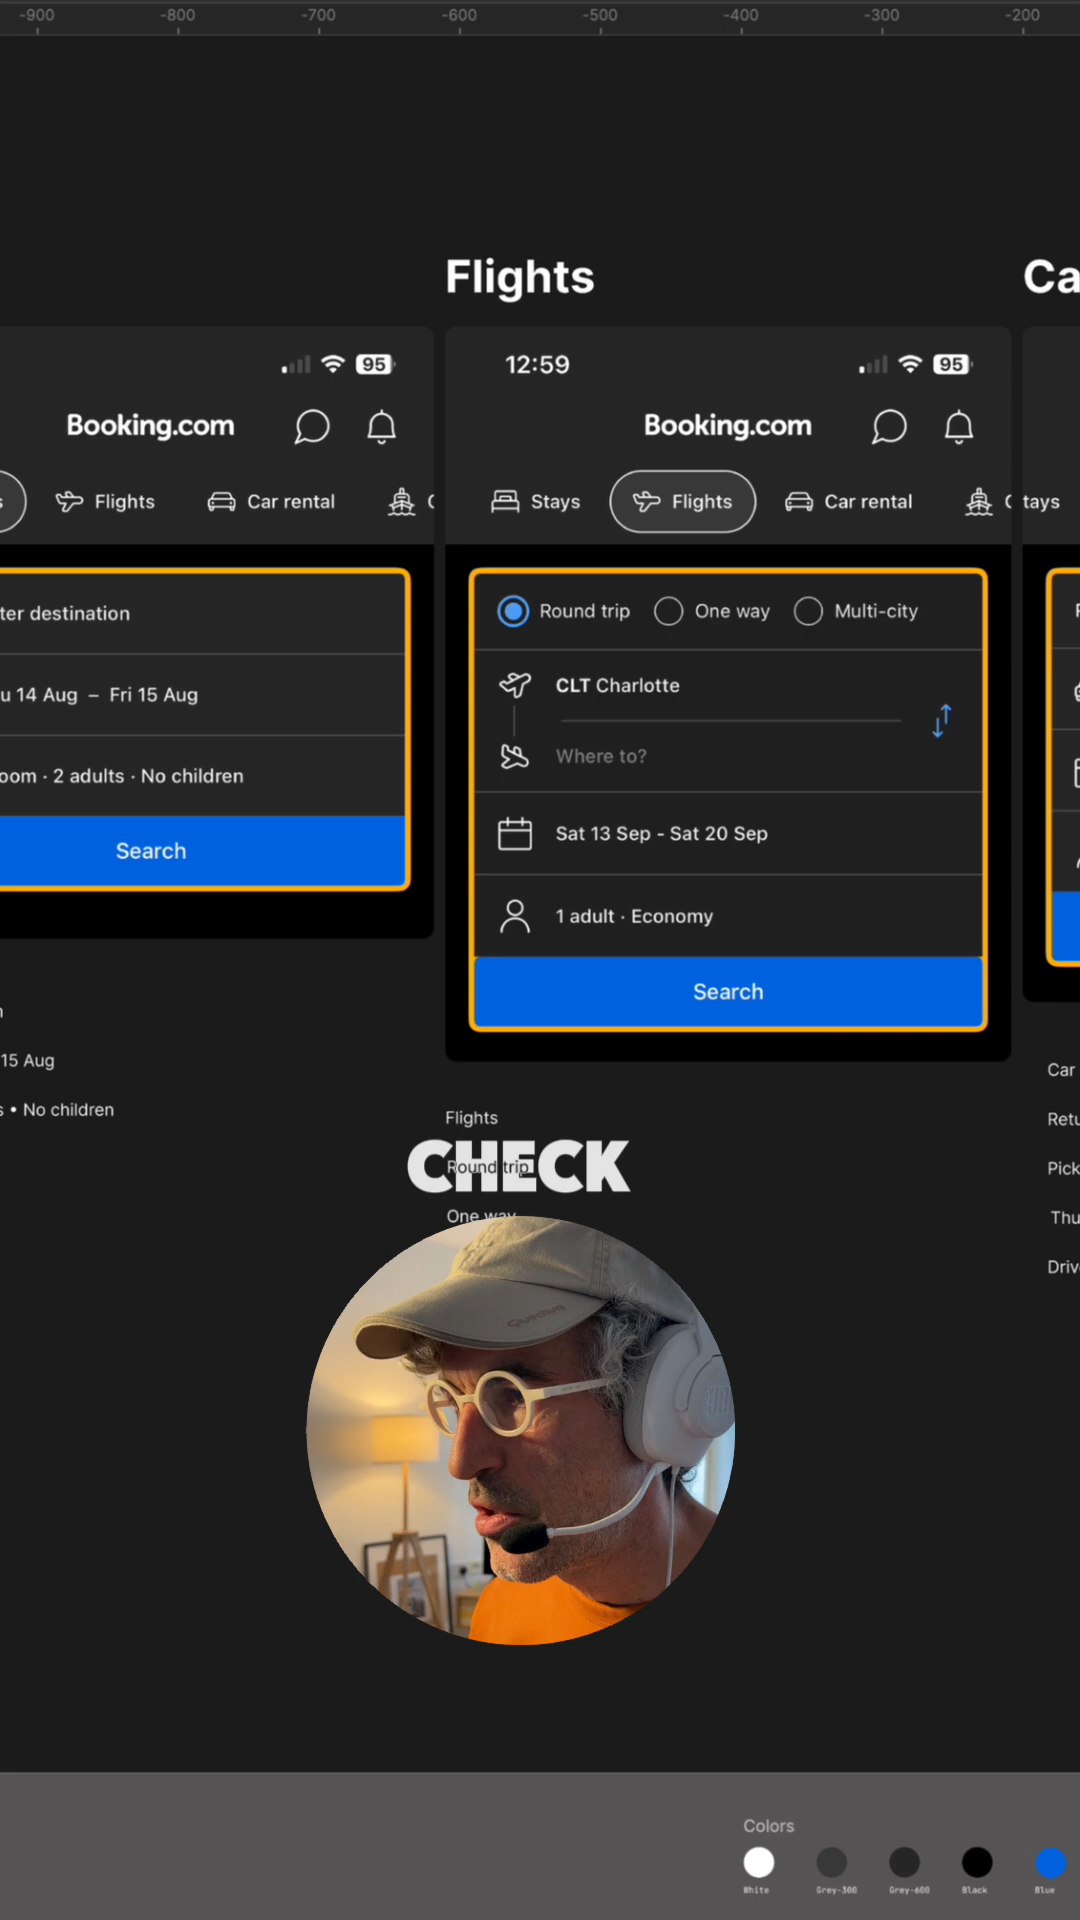 -900 -800 -700 -600 -500 -400 -300 -200
Flights
95
Booking.com
Flights
Car rental
ter destination
u 14 Aug – Fri 15 Aug
oom · 2 adults · No children
Search
15 Aug
s • No children
12:59
95
Booking.com
Stays
Flights
Car rental
Round trip
One way
Multi-city
CLT Charlotte
Where to?
Sat 13 Sep - Sat 20 Sep
1 adult · Economy
Search
Flights
Round trip
CHECK
One way
Quechua
Ca
tays
Car
Retu
Pick
Thu
Driv
Colors
White
Grey-300
Grey-600
Black
Blue